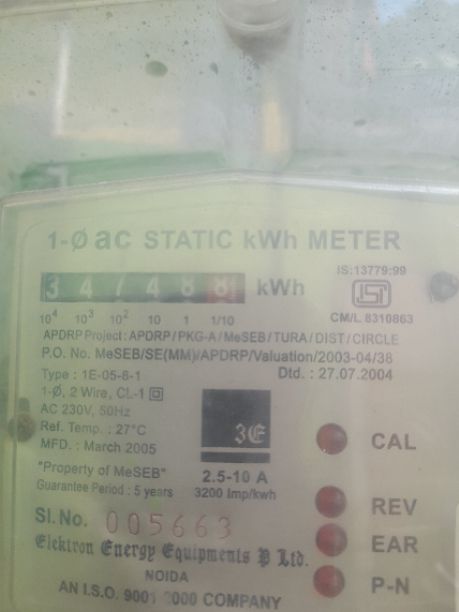 1-Ø ac STATIC kWh METER
IS:13779:99
347488 kWh
ISI
10⁴ 10³ 10² 10 1 1/10
CM/L 8310863
APDRP Project : APDRP/PKG-A/MeSEB/TURA/DIST/CIRCLE
P.O. No. MeSEB/SE(MM)/APDRP/Valuation/2003-04/38
Type : 1E-05-6-1
Dtd. : 27.07.2004
1-Ø, 2 Wire, CL-1
AC 230V, 50Hz
Ref. Temp. : 27°C
MFD. : March 2005
3E
CAL
"Property of MeSEB"
2.5-10 A
Guarantee Period : 5 years
3200 Imp/kwh
REV
Sl. No. 005663
EAR
Elektron Energy Equipments P Ltd.
NOIDA
P-N
AN I.S.O. 9001 2000 COMPANY